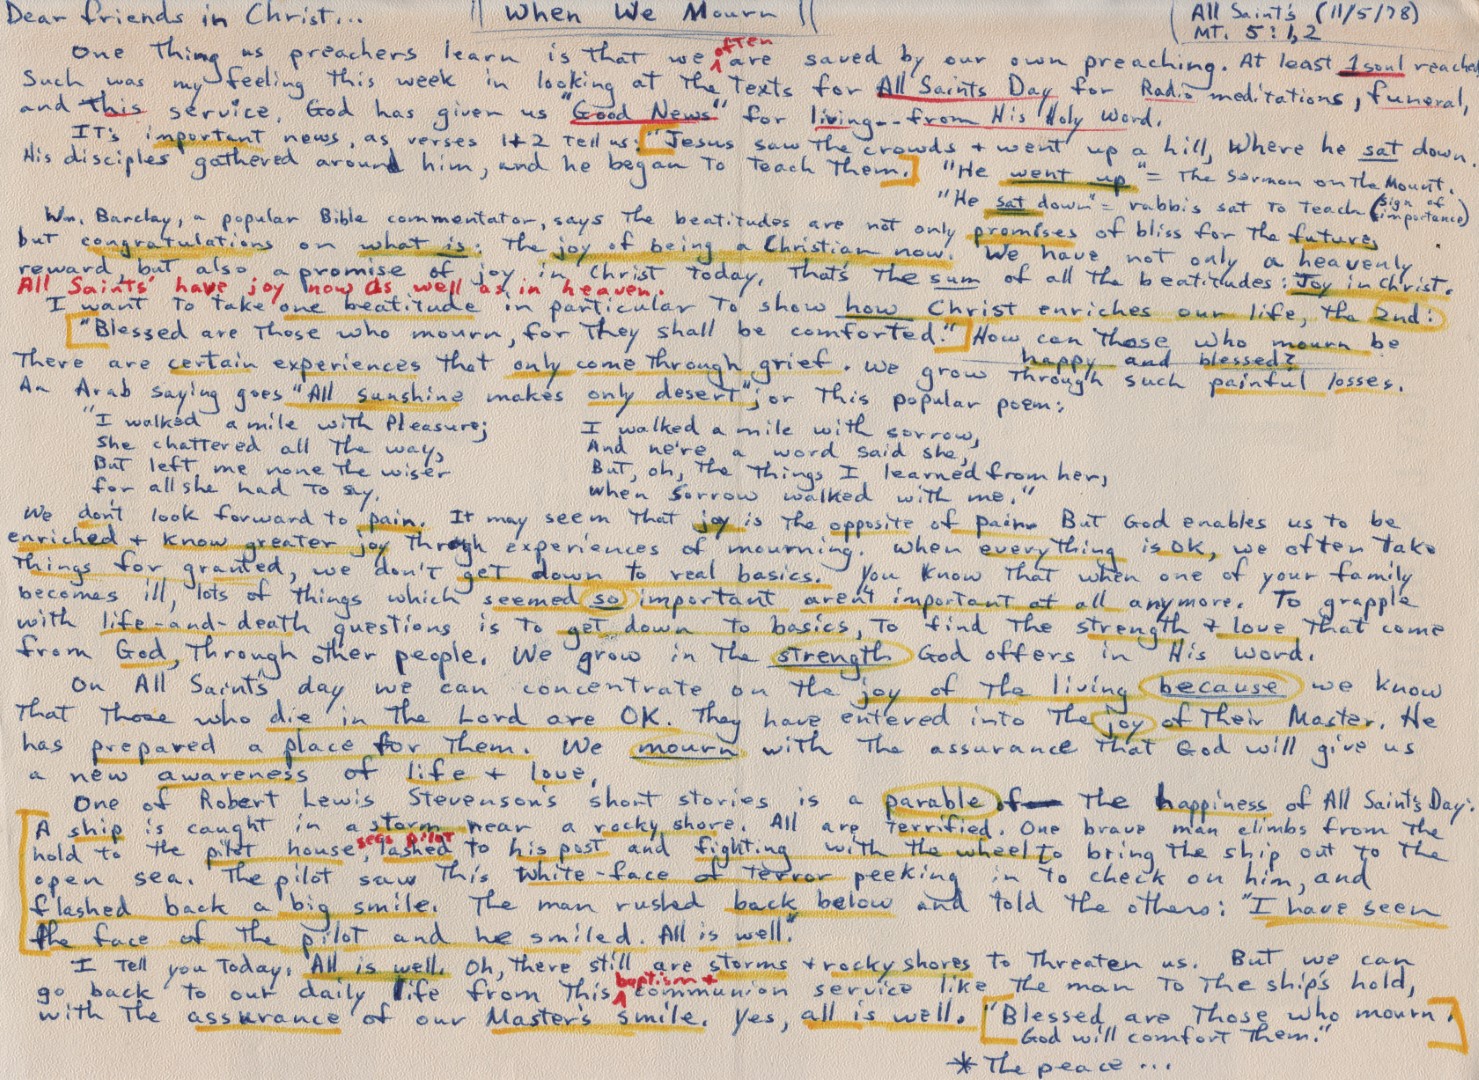 Dear friends in Christ... || When We Mourn || All Saint's (11/5/78)
MT. 5:1,2
One Thing us preachers learn is that we often are saved by our own preaching. At least 1 soul reached
Such was my feeling this week in looking at the Texts for All Saints Day for Radio meditations, funeral,
and this service. God has given us "Good News" for living--from His Holy Word.
It's important news, as verses 1+2 Tell us: ["Jesus saw the crowds + went up a hill, Where he sat down.
His disciples gathered around him, and he began to teach Them.] "He went up" = The Sermon on the Mount.
"He sat down" = rabbis sat to Teach (sign of importance)
Wm. Barclay, a popular Bible commentator, says the beatitudes are not only promises of bliss for the future,
but congratulations on what is: the joy of being a Christian now. We have not only a heavenly
reward, but also a promise of joy in Christ today. That's the sum of all the beatitudes: Joy in Christ.
All Saints' have joy now as well as in heaven.
I want to take one beatitude in particular to show how Christ enriches our life, the 2nd:
["Blessed are Those who mourn, for They shall be comforted."] How can Those who mourn be
happy and blessed?
There are certain experiences that only come through grief. We grow Through such painful losses.
An Arab saying goes "All sunshine makes only desert"; or This popular poem:
"I walked a mile with Pleasure; I walked a mile with sorrow,
She chattered all the way, And ne're a word said she,
But left me none the wiser But, oh, the Things I learned from her,
for all she had to say. When Sorrow walked with me."
We don't look forward to pain. It may seem that joy is the opposite of pain. But God enables us to be
enriched + know greater joy through experiences of mourning. When everything is OK, we often Take
Things for granted, we don't get down to real basics. You know that when one of your family
becomes ill, lots of Things which seemed so important aren't important at all anymore. To grapple
with life-and-death questions is to get down to basics, to find the strength + love that come
from God, through other people. We grow in the strength God offers in His word.
On All Saint's day we can concentrate on the joy of the living because we know
That Those who die in the Lord are OK. They have entered into The joy of Their Master. He
has prepared a place for Them. We mourn with the assurance that God will give us
a new awareness of life + love.
One of Robert Lewis Stevenson's short stories is a parable of the happiness of All Saint's Day:
[A ship is caught in a storm near a rocky shore. All are Terrified. One brave man climbs from the
hold to the pilot house, sees pilot lashed to his post and fighting with the wheel to bring the ship out to the
open sea. The pilot saw This white-face of Terror peeking in to check on him, and
flashed back a big smile. The man rushed back below and told the others: "I have seen
the face of the pilot and he smiled. All is well."
I Tell you Today, All is well. Oh, there still are storms + rocky shores to Threaten us. But we can
go back to our daily life from This baptism + communion service like The man to The ship's hold,
with the assurance of our Master's smile. Yes, all is well. ["Blessed are Those who mourn.
God will comfort Them."]
* The peace ...